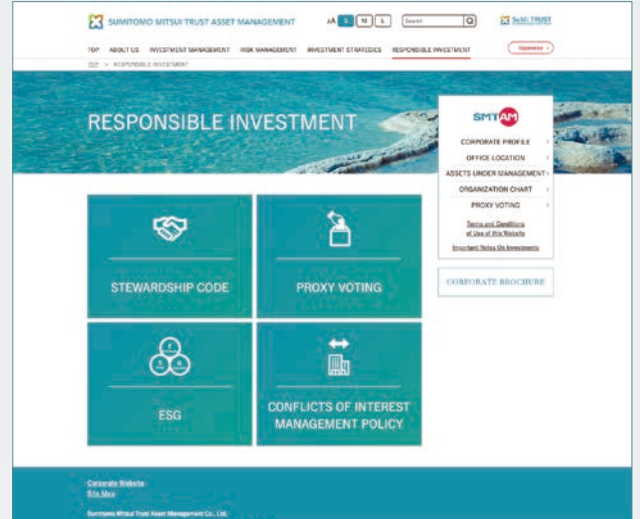 SUMITOMO MITSUI TRUST ASSET MANAGEMENT
AA S M L Search SuMi TRUST
TOP ABOUT US INVESTMENT MANAGEMENT RISK MANAGEMENT INVESTMENT STRATEGIES RESPONSIBLE INVESTMENT Japanese >
TOP > RESPONSIBLE INVESTMENT
RESPONSIBLE INVESTMENT
SMTAM
CORPORATE PROFILE >
OFFICE LOCATION >
ASSETS UNDER MANAGEMENT >
ORGANIZATION CHART >
PROXY VOTING >
Terms and Conditions
of Use of this Website
Important Notes On Investments
CORPORATE BROCHURE
STEWARDSHIP CODE
PROXY VOTING
E
S G
ESG
CONFLICTS OF INTEREST
MANAGEMENT POLICY
Corporate Website
Site Map
Sumitomo Mitsui Trust Asset Management Co., Ltd.